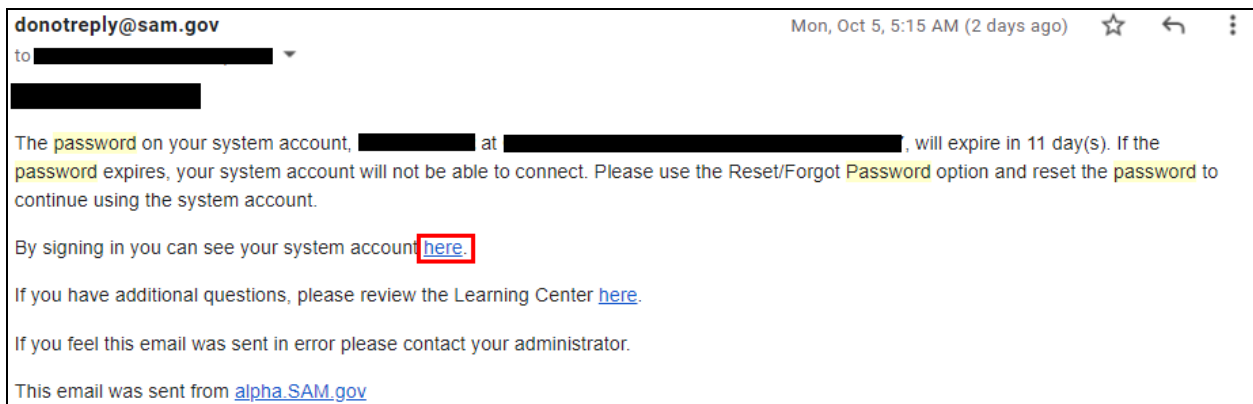 donotreply@sam.gov Mon, Oct 5, 5:15 AM (2 days ago)
to
The password on your system account, at ', will expire in 11 day(s). If the
password expires, your system account will not be able to connect. Please use the Reset/Forgot Password option and reset the password to
continue using the system account.
By signing in you can see your system account here.
If you have additional questions, please review the Learning Center here.
If you feel this email was sent in error please contact your administrator.
This email was sent from alpha.SAM.gov